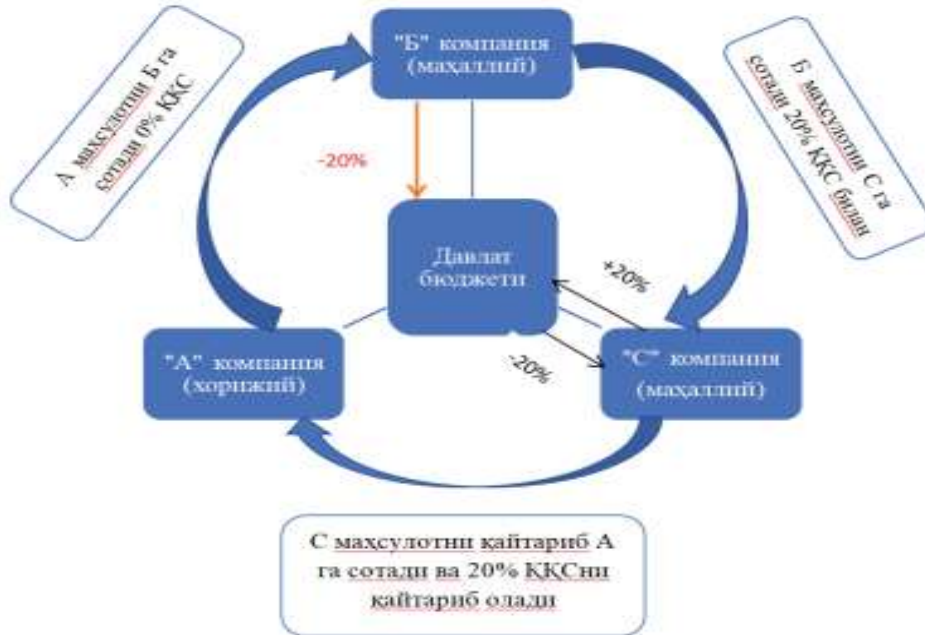 "Б" компания
(маҳаллий)
А маҳсулотни Б га
сотади 0% ҚҚС
Б маҳсулотни С га
сотади 20% ҚҚС билан
-20%
Давлат
бюджети
+20%
-20%
"А" компания
(хорижий)
"С" компания
(маҳаллий)
С маҳсулотни қайтариб А
га сотади ва 20% ҚҚСни
қайтариб олади